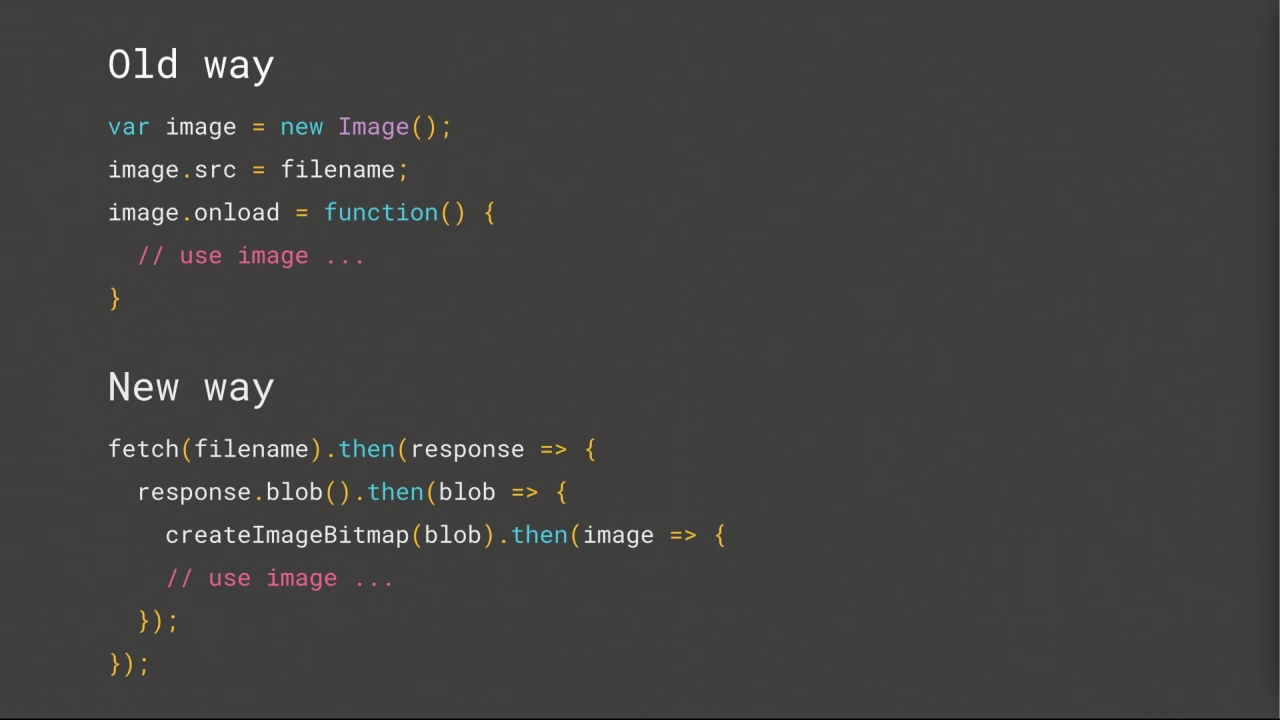 Old way
var image = new Image();
image.src = filename;
image.onload = function() {
  // use image ...
}
New way
fetch(filename).then(response => {
  response.blob().then(blob => {
    createImageBitmap(blob).then(image => {
    // use image ...
  });
});